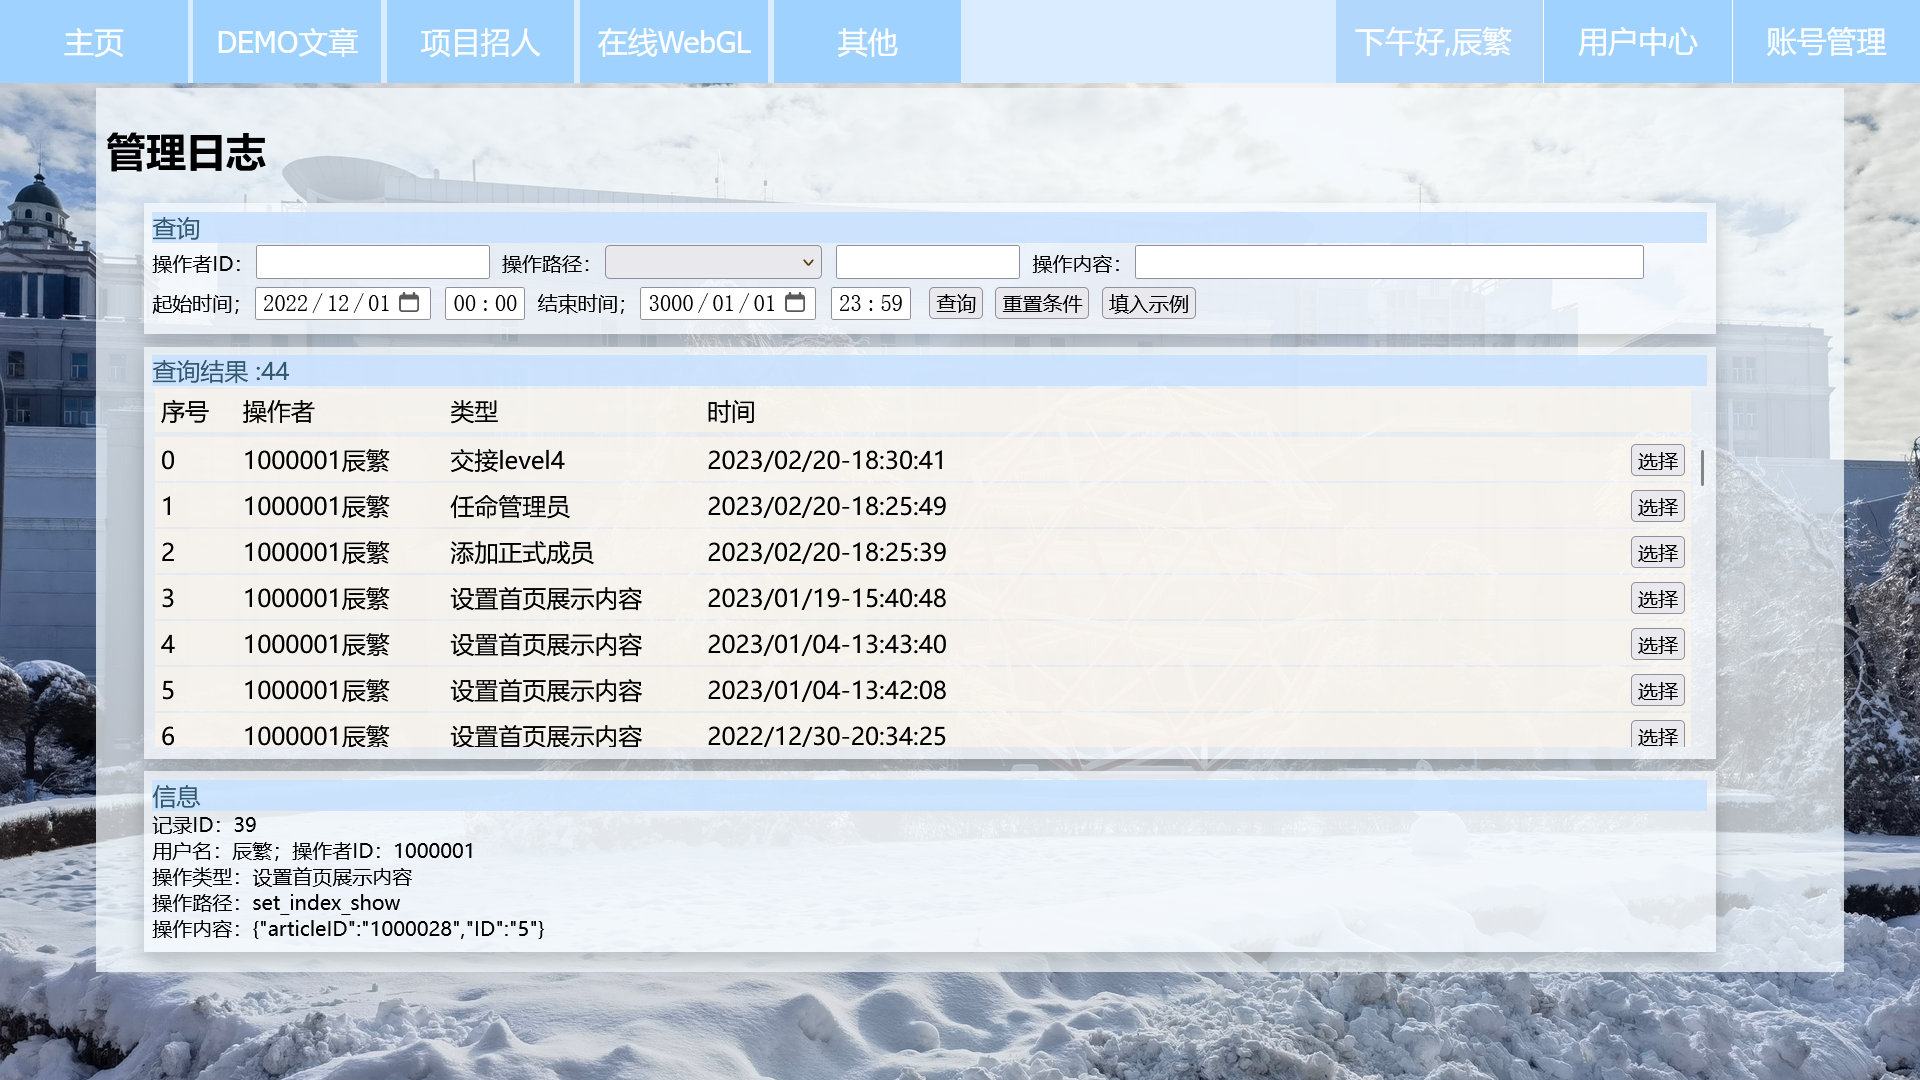 主页 DEMO文章 项目招人 在线WebGL 其他 下午好,辰繁 用户中心 账号管理
管理日志
查询
操作者ID： 操作路径： 操作内容：
起始时间； 2022/12/01 00:00 结束时间； 3000/01/01 23:59 查询 重置条件 填入示例
查询结果 :44
序号 操作者 类型 时间
0 1000001辰繁 交接level4 2023/02/20-18:30:41 选择
1 1000001辰繁 任命管理员 2023/02/20-18:25:49 选择
2 1000001辰繁 添加正式成员 2023/02/20-18:25:39 选择
3 1000001辰繁 设置首页展示内容 2023/01/19-15:40:48 选择
4 1000001辰繁 设置首页展示内容 2023/01/04-13:43:40 选择
5 1000001辰繁 设置首页展示内容 2023/01/04-13:42:08 选择
6 1000001辰繁 设置首页展示内容 2022/12/30-20:34:25 选择
信息
记录ID：39
用户名：辰繁；操作者ID：1000001
操作类型：设置首页展示内容
操作路径：set_index_show
操作内容：{"articleID":"1000028","ID":"5"}